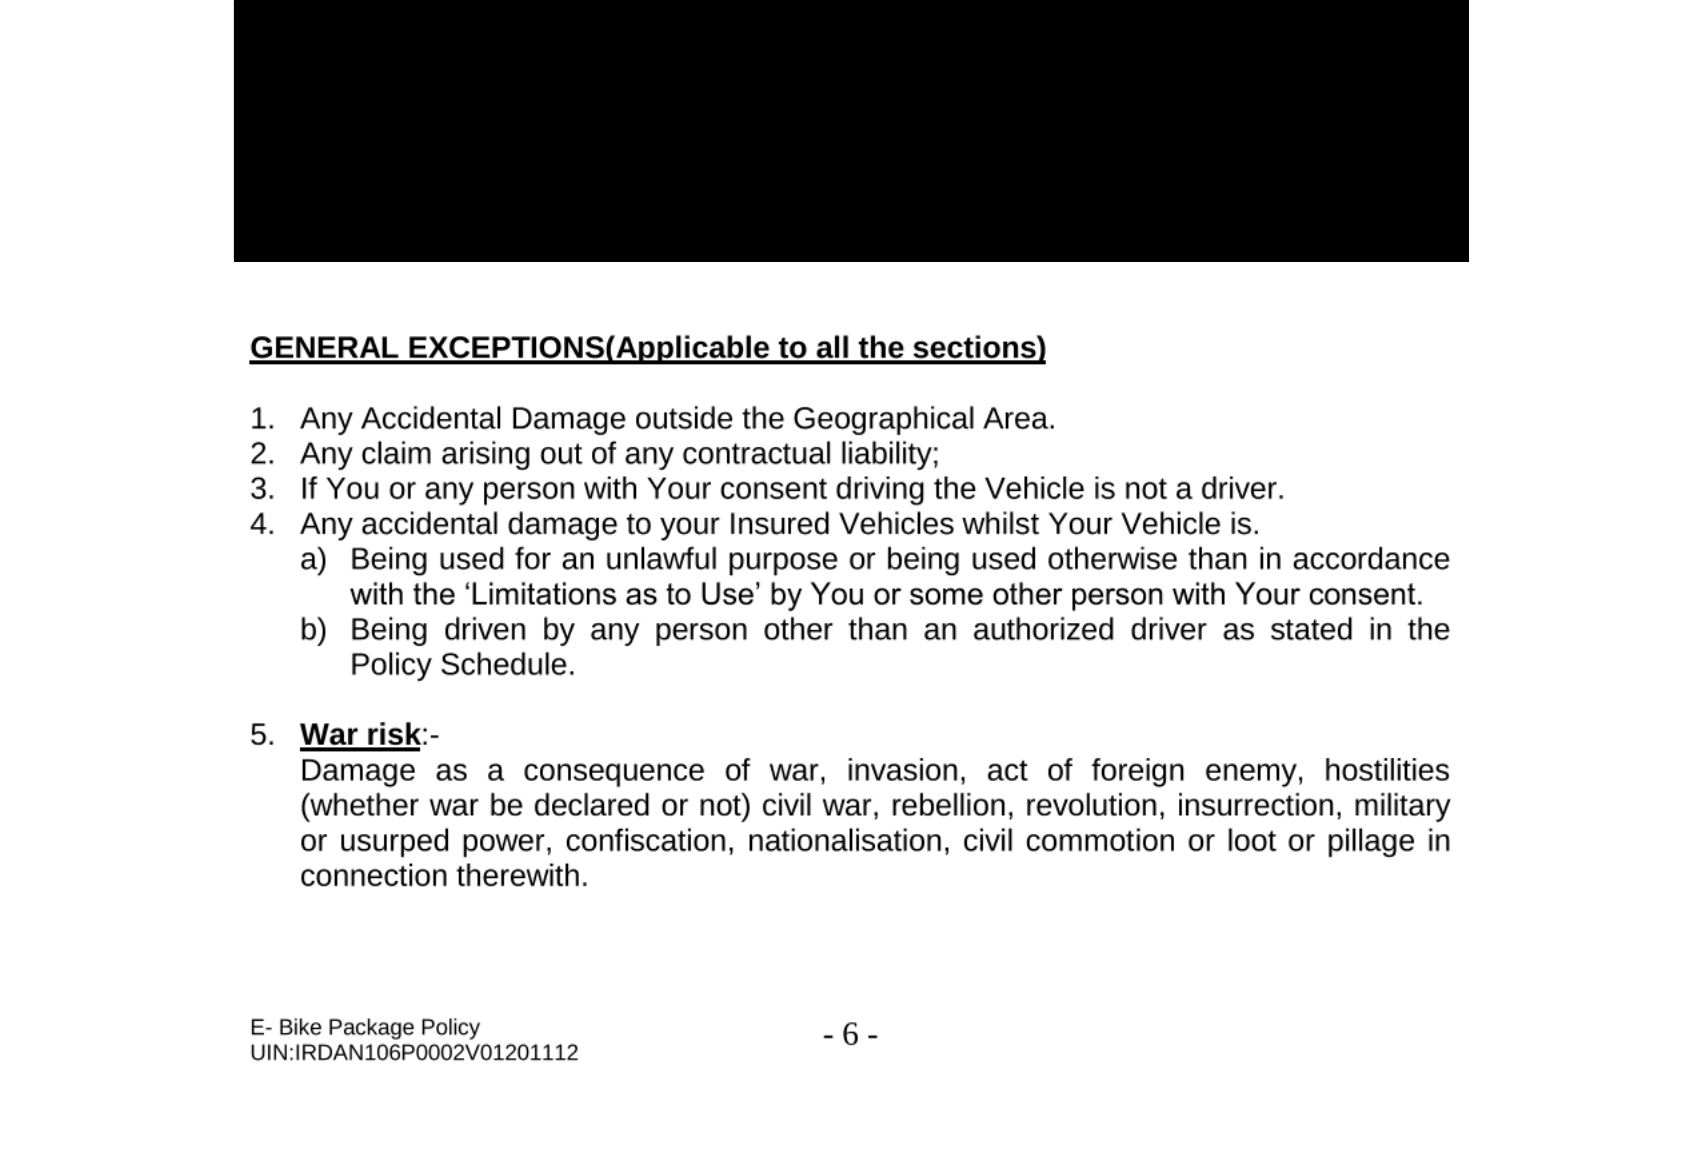 GENERAL EXCEPTIONS(Applicable to all the sections)
1. Any Accidental Damage outside the Geographical Area.
2. Any claim arising out of any contractual liability;
3. If You or any person with Your consent driving the Vehicle is not a driver.
4. Any accidental damage to your Insured Vehicles whilst Your Vehicle is.
a) Being used for an unlawful purpose or being used otherwise than in accordance
with the ‘Limitations as to Use’ by You or some other person with Your consent.
b) Being driven by any person other than an authorized driver as stated in the
Policy Schedule.
5. War risk:-
Damage as a consequence of war, invasion, act of foreign enemy, hostilities
(whether war be declared or not) civil war, rebellion, revolution, insurrection, military
or usurped power, confiscation, nationalisation, civil commotion or loot or pillage in
connection therewith.
E- Bike Package Policy
UIN:IRDAN106P0002V01201112
- 6 -